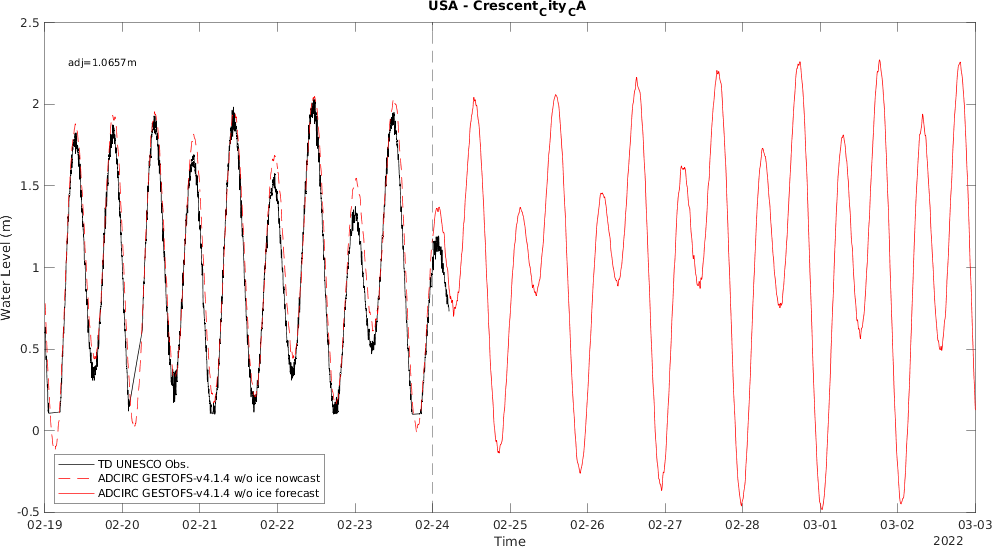 USA - Crescent_City_CA
adj=1.0657m
Water Level (m)
2.5
2
1.5
1
0.5
0
-0.5
TD UNESCO Obs.
ADCIRC GESTOFS-v4.1.4 w/o ice nowcast
ADCIRC GESTOFS-v4.1.4 w/o ice forecast
02-19 02-20 02-21 02-22 02-23 02-24 02-25 02-26 02-27 02-28 03-01 03-02 03-03
Time
2022